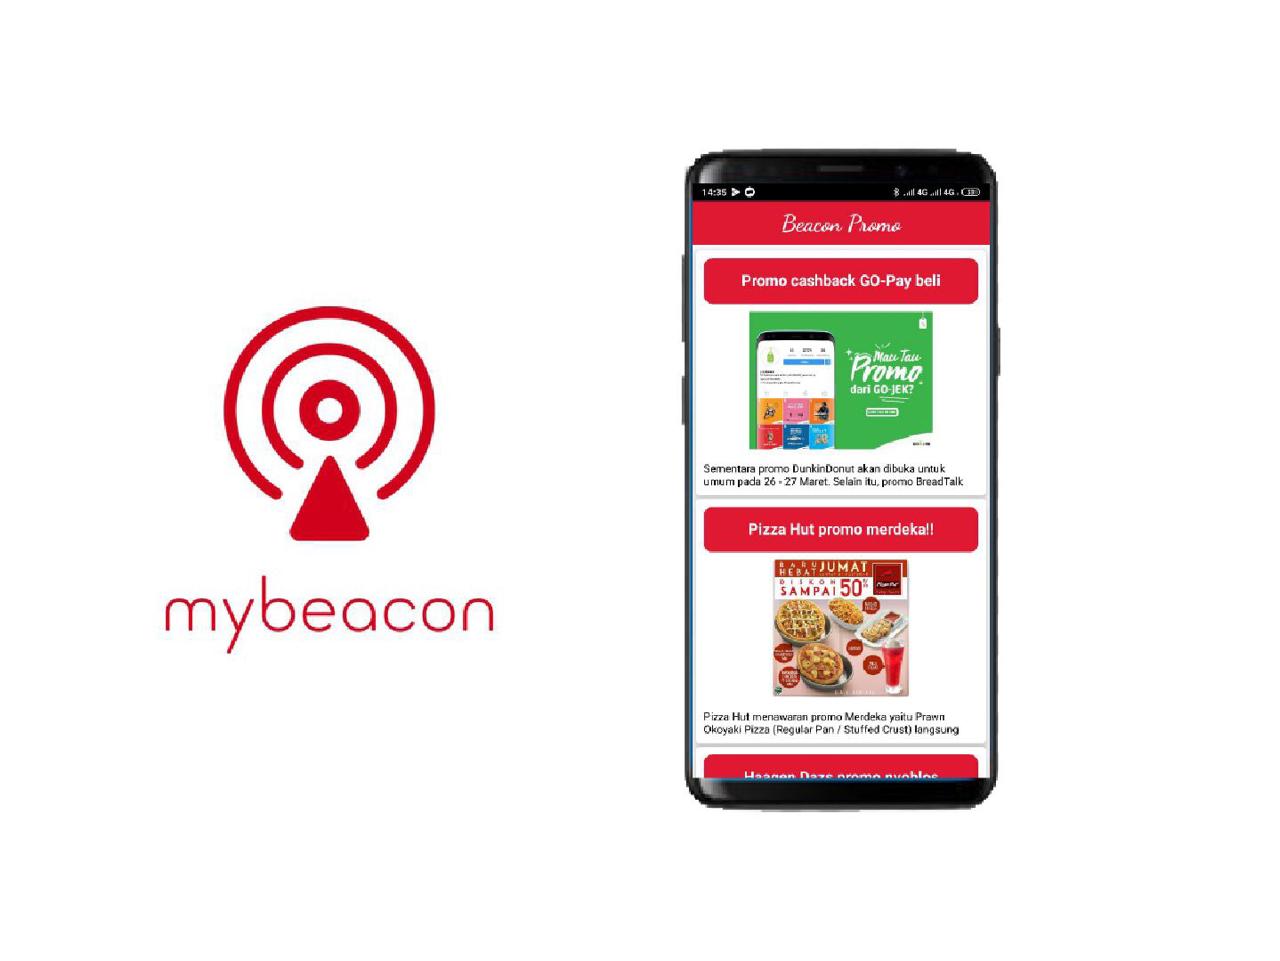 mybeacon
14:35
4G
4G
Beacon Promo
Promo cashback GO-Pay beli
Mau Tau
Promo
dari GO-JEK?
Sementara promo DunkinDonut akan dibuka untuk
umum pada 26 - 27 Maret. Selain itu, promo BreadTalk
Pizza Hut promo merdeka!!
BARU JUMAT
HEBAT
DISKON
SAMPAI 50%
Pizza Hut menawaran promo Merdeka yaitu Prawn
Okoyaki Pizza (Regular Pan / Stuffed Crust) langsung
Haagen Dazs promo nyoblos